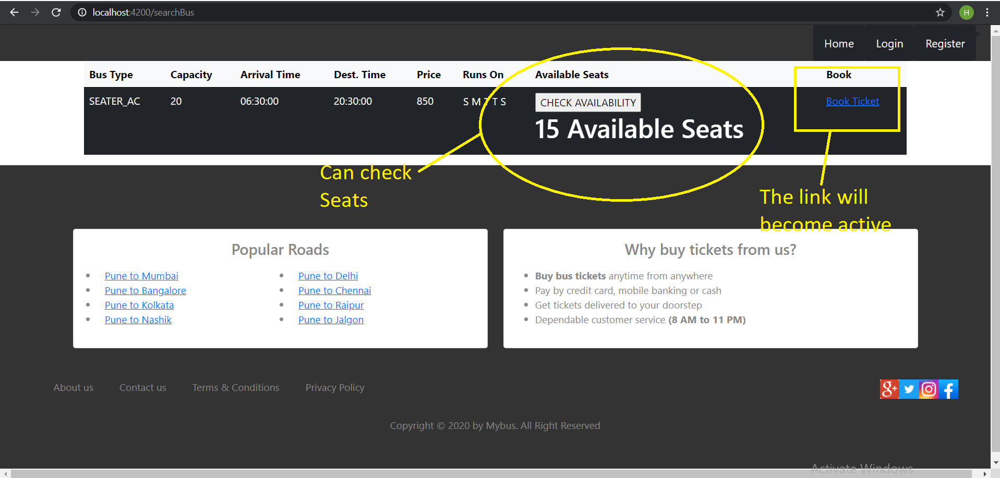 localhost:4200/searchBus
H
Home Login Register
Bus Type Capacity Arrival Time Dest. Time Price Runs On Available Seats Book
SEATER_AC 20 06:30:00 20:30:00 850 S M T T S CHECK AVAILABILITY Book Ticket
15 Available Seats
Can check
Seats
The link will
become active
Popular Roads
Pune to Mumbai
Pune to Bangalore
Pune to Kolkata
Pune to Nashik
Pune to Delhi
Pune to Chennai
Pune to Raipur
Pune to Jalgon
Why buy tickets from us?
Buy bus tickets anytime from anywhere
Pay by credit card, mobile banking or cash
Get tickets delivered to your doorstep
Dependable customer service (8 AM to 11 PM)
About us Contact us Terms & Conditions Privacy Policy
Copyright © 2020 by Mybus. All Right Reserved
Activate Windows